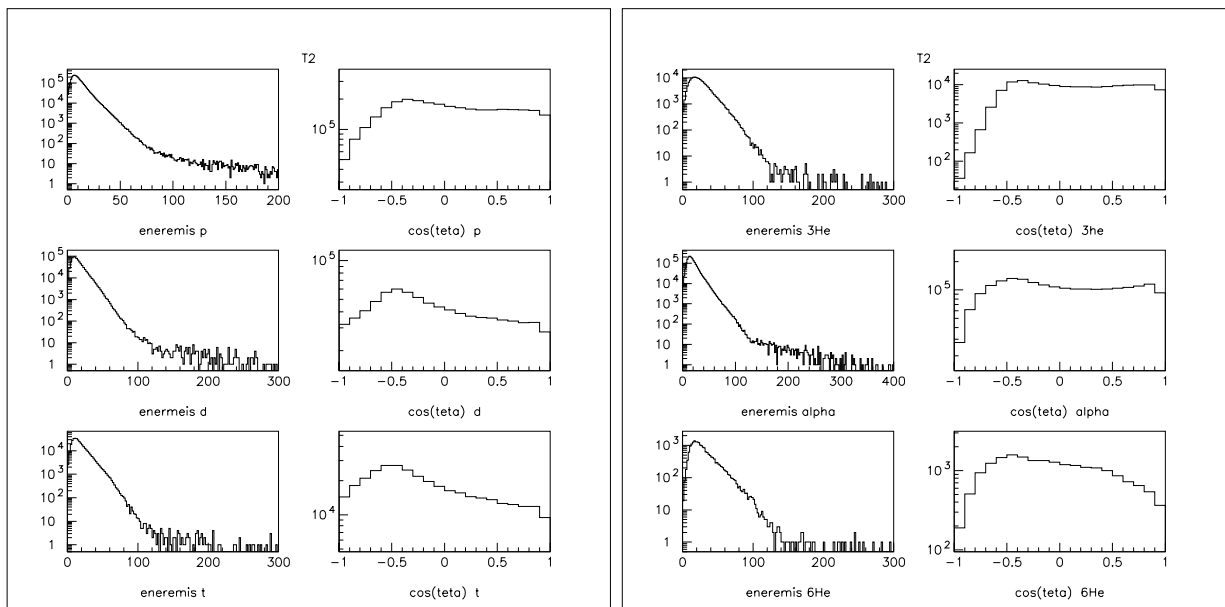 T2
10^5
10^4
10^3
10^2
10
1
0 50 100 150 200
eneremis p
10^5
−1 −0.5 0 0.5 1
cos(teta) p
10^5
10^4
10^3
10^2
10
1
0 100 200 300
enermeis d
10^5
−1 −0.5 0 0.5 1
cos(teta) d
10^4
10^3
10^2
10
1
0 100 200 300
eneremis t
10^4
−1 −0.5 0 0.5 1
cos(teta) t
T2
10^4
10^3
10^2
10
1
0 100 200 300
eneremis 3He
10^4
10^3
10^2
−1 −0.5 0 0.5 1
cos(teta) 3he
10^5
10^4
10^3
10^2
10
1
0 100 200 300 400
eneremis alpha
10^5
−1 −0.5 0 0.5 1
cos(teta) alpha
10^3
10^2
10
1
0 100 200 300
eneremis 6He
10^3
10^2
−1 −0.5 0 0.5 1
cos(teta) 6He